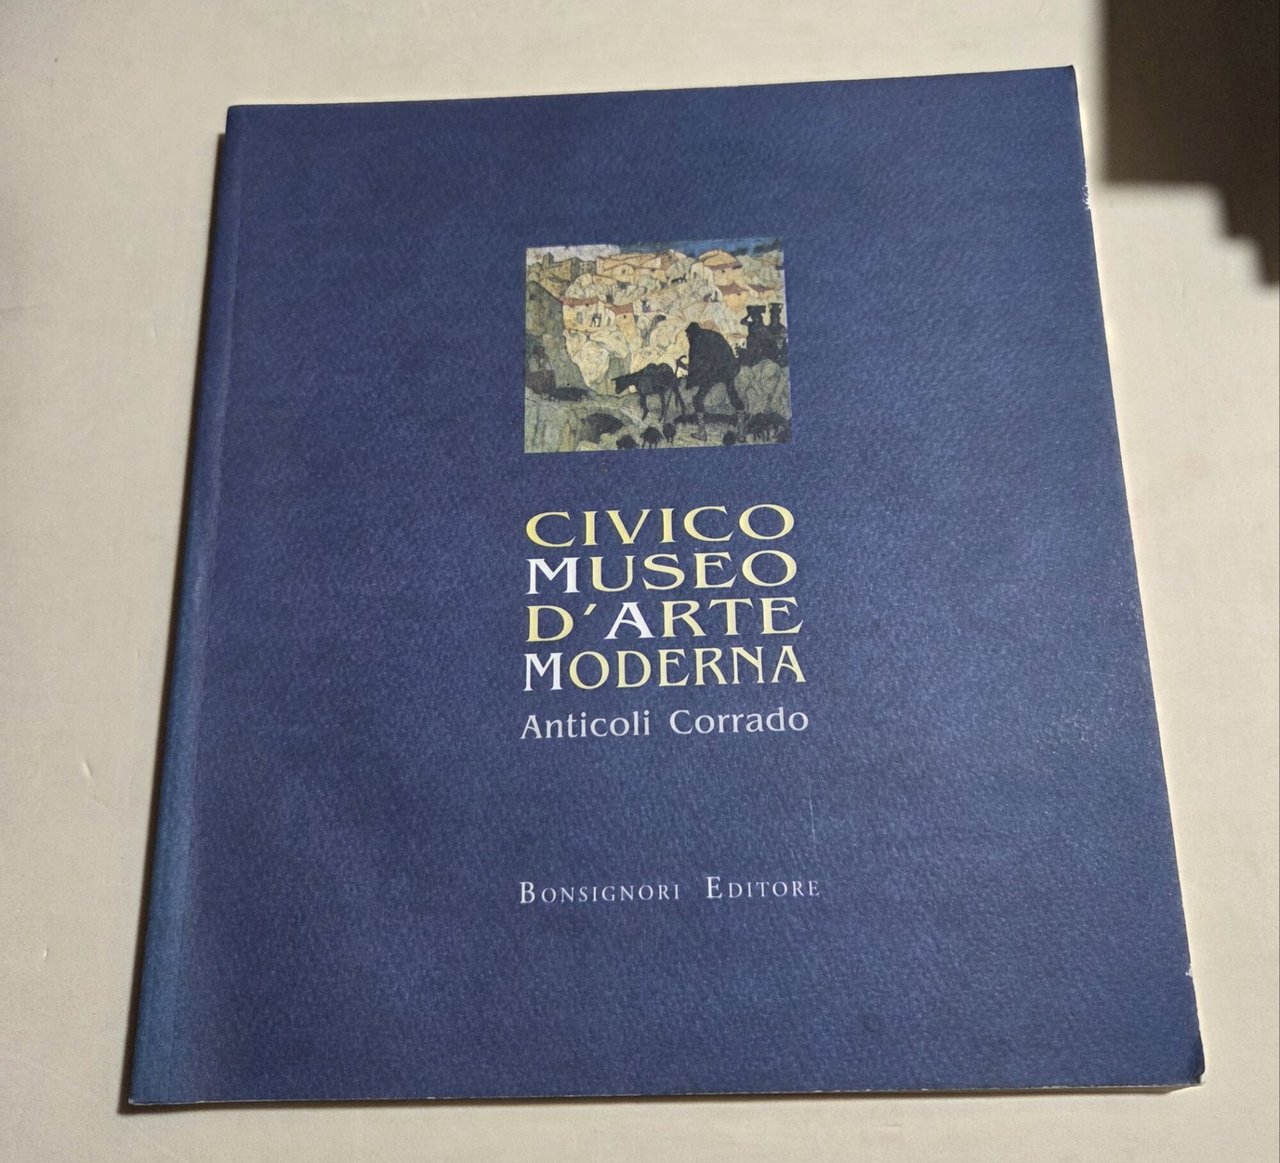 CIVICO
MUSEO
D'ARTE
MODERNA
Anticoli Corrado
BONSIGNORI EDITORE